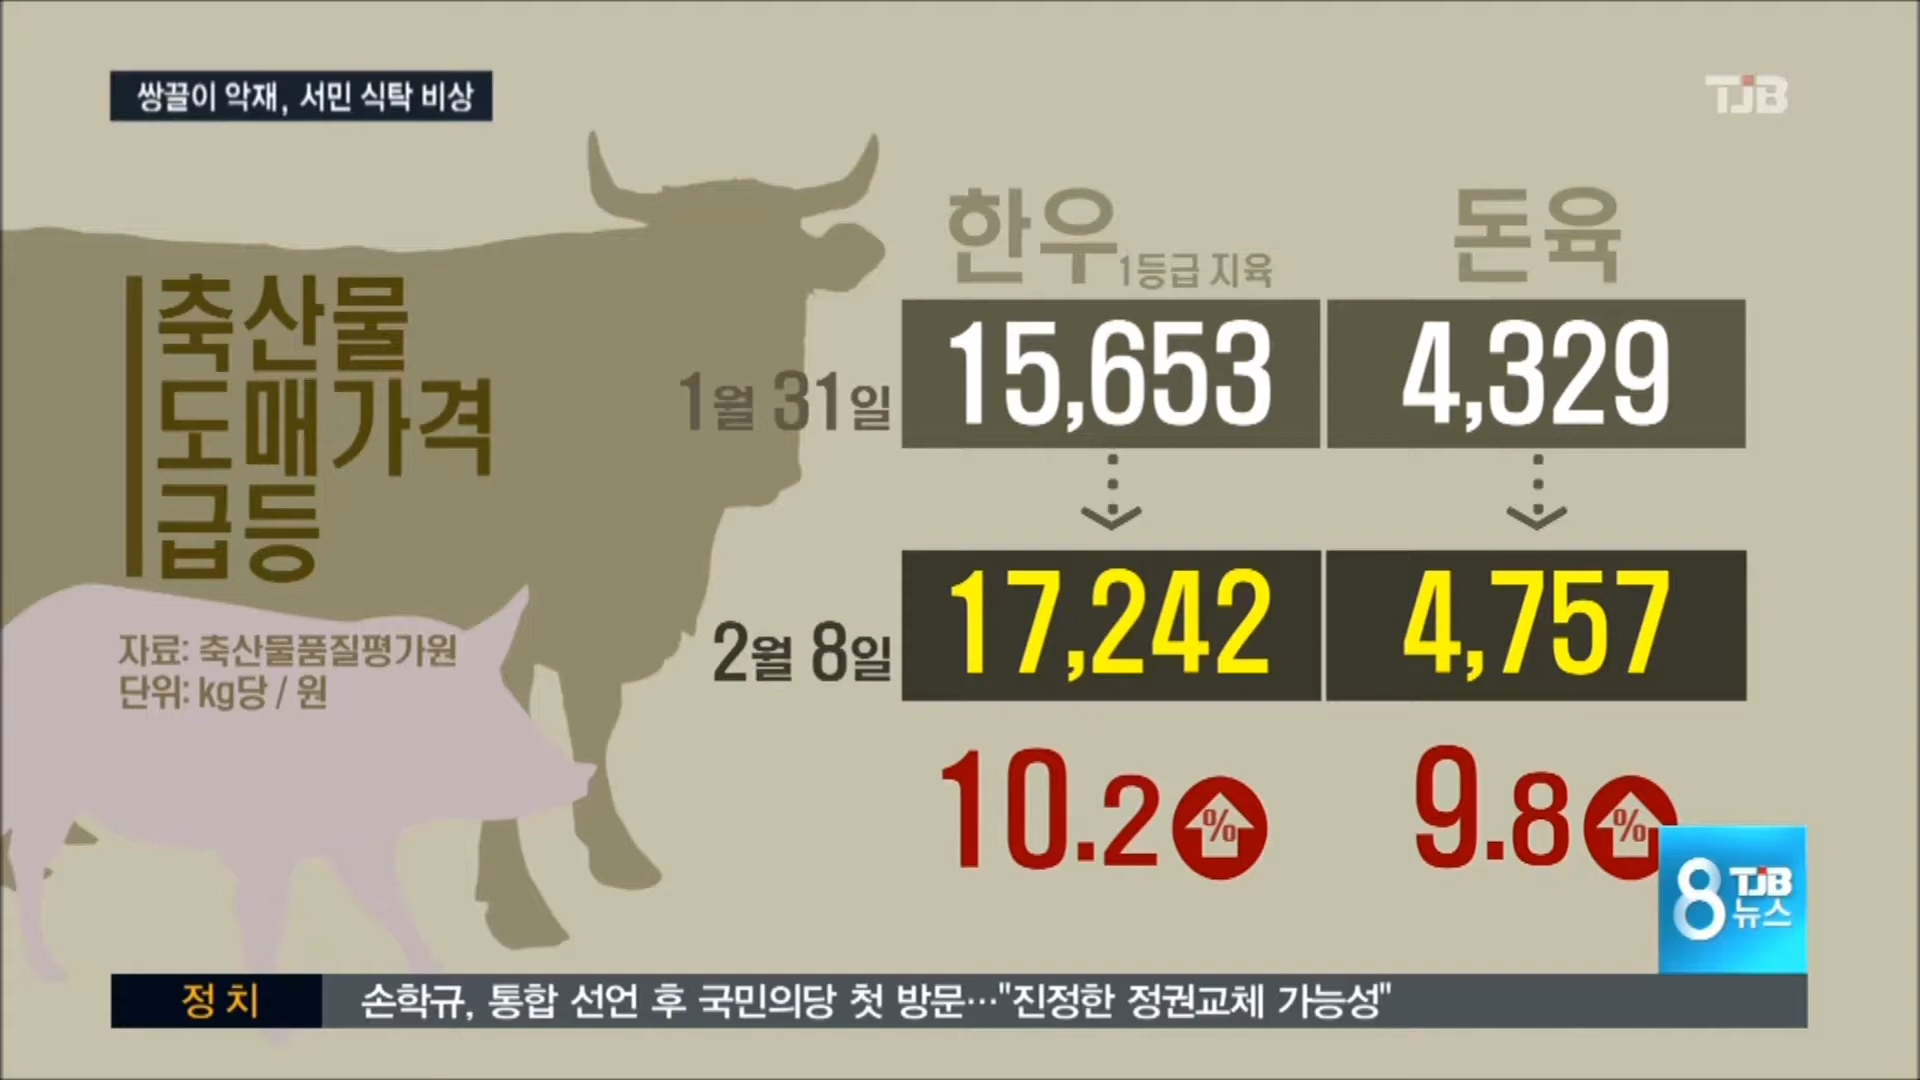 쌍끌이 악재, 서민 식탁 비상
TJB
축산물
도매가격
급등
자료: 축산물품질평가원
단위: kg당 / 원
한우 1등급 지육
돈육
1월 31일
15,653
4,329
2월 8일
17,242
4,757
10.2%
9.8%
8 TJB 뉴스
정치
손학규, 통합 선언 후 국민의당 첫 방문…"진정한 정권교체 가능성"